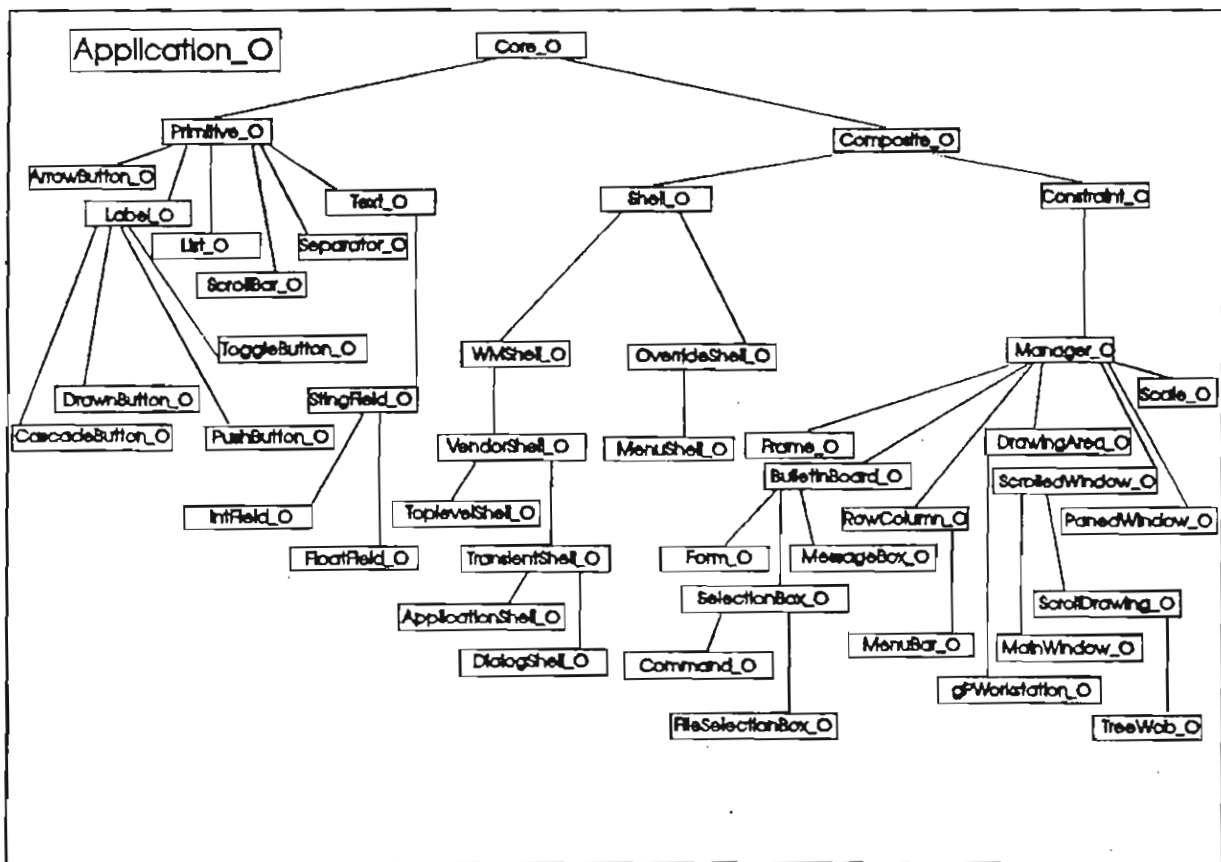 Application_O
Core_O
Primitive_O
Composite_O
ArrowButton_O
Label_O
Text_O
Shell_O
Constraint_O
List_O
Separator_O
ScrollBar_O
ToggleButton_O
WMShell_O
OverrideShell_O
Manager_O
DrawnButton_O
StingField_O
Scale_O
CascadeButton_O
PushButton_O
VendorShell_O
MenuShell_O
Frame_O
DrawingArea_O
BulletinBoard_O
ScrolledWindow_O
IntField_O
ToplevelShell_O
RowColumn_O
PanedWindow_O
FloatField_O
TransientShell_O
Form_O
MessageBox_O
SelectionBox_O
ScrollDrawing_O
ApplicationShell_O
MenuBar_O
MainWindow_O
DialogShell_O
Command_O
gPWorkstation_O
FileSelectionBox_O
TreeWob_O